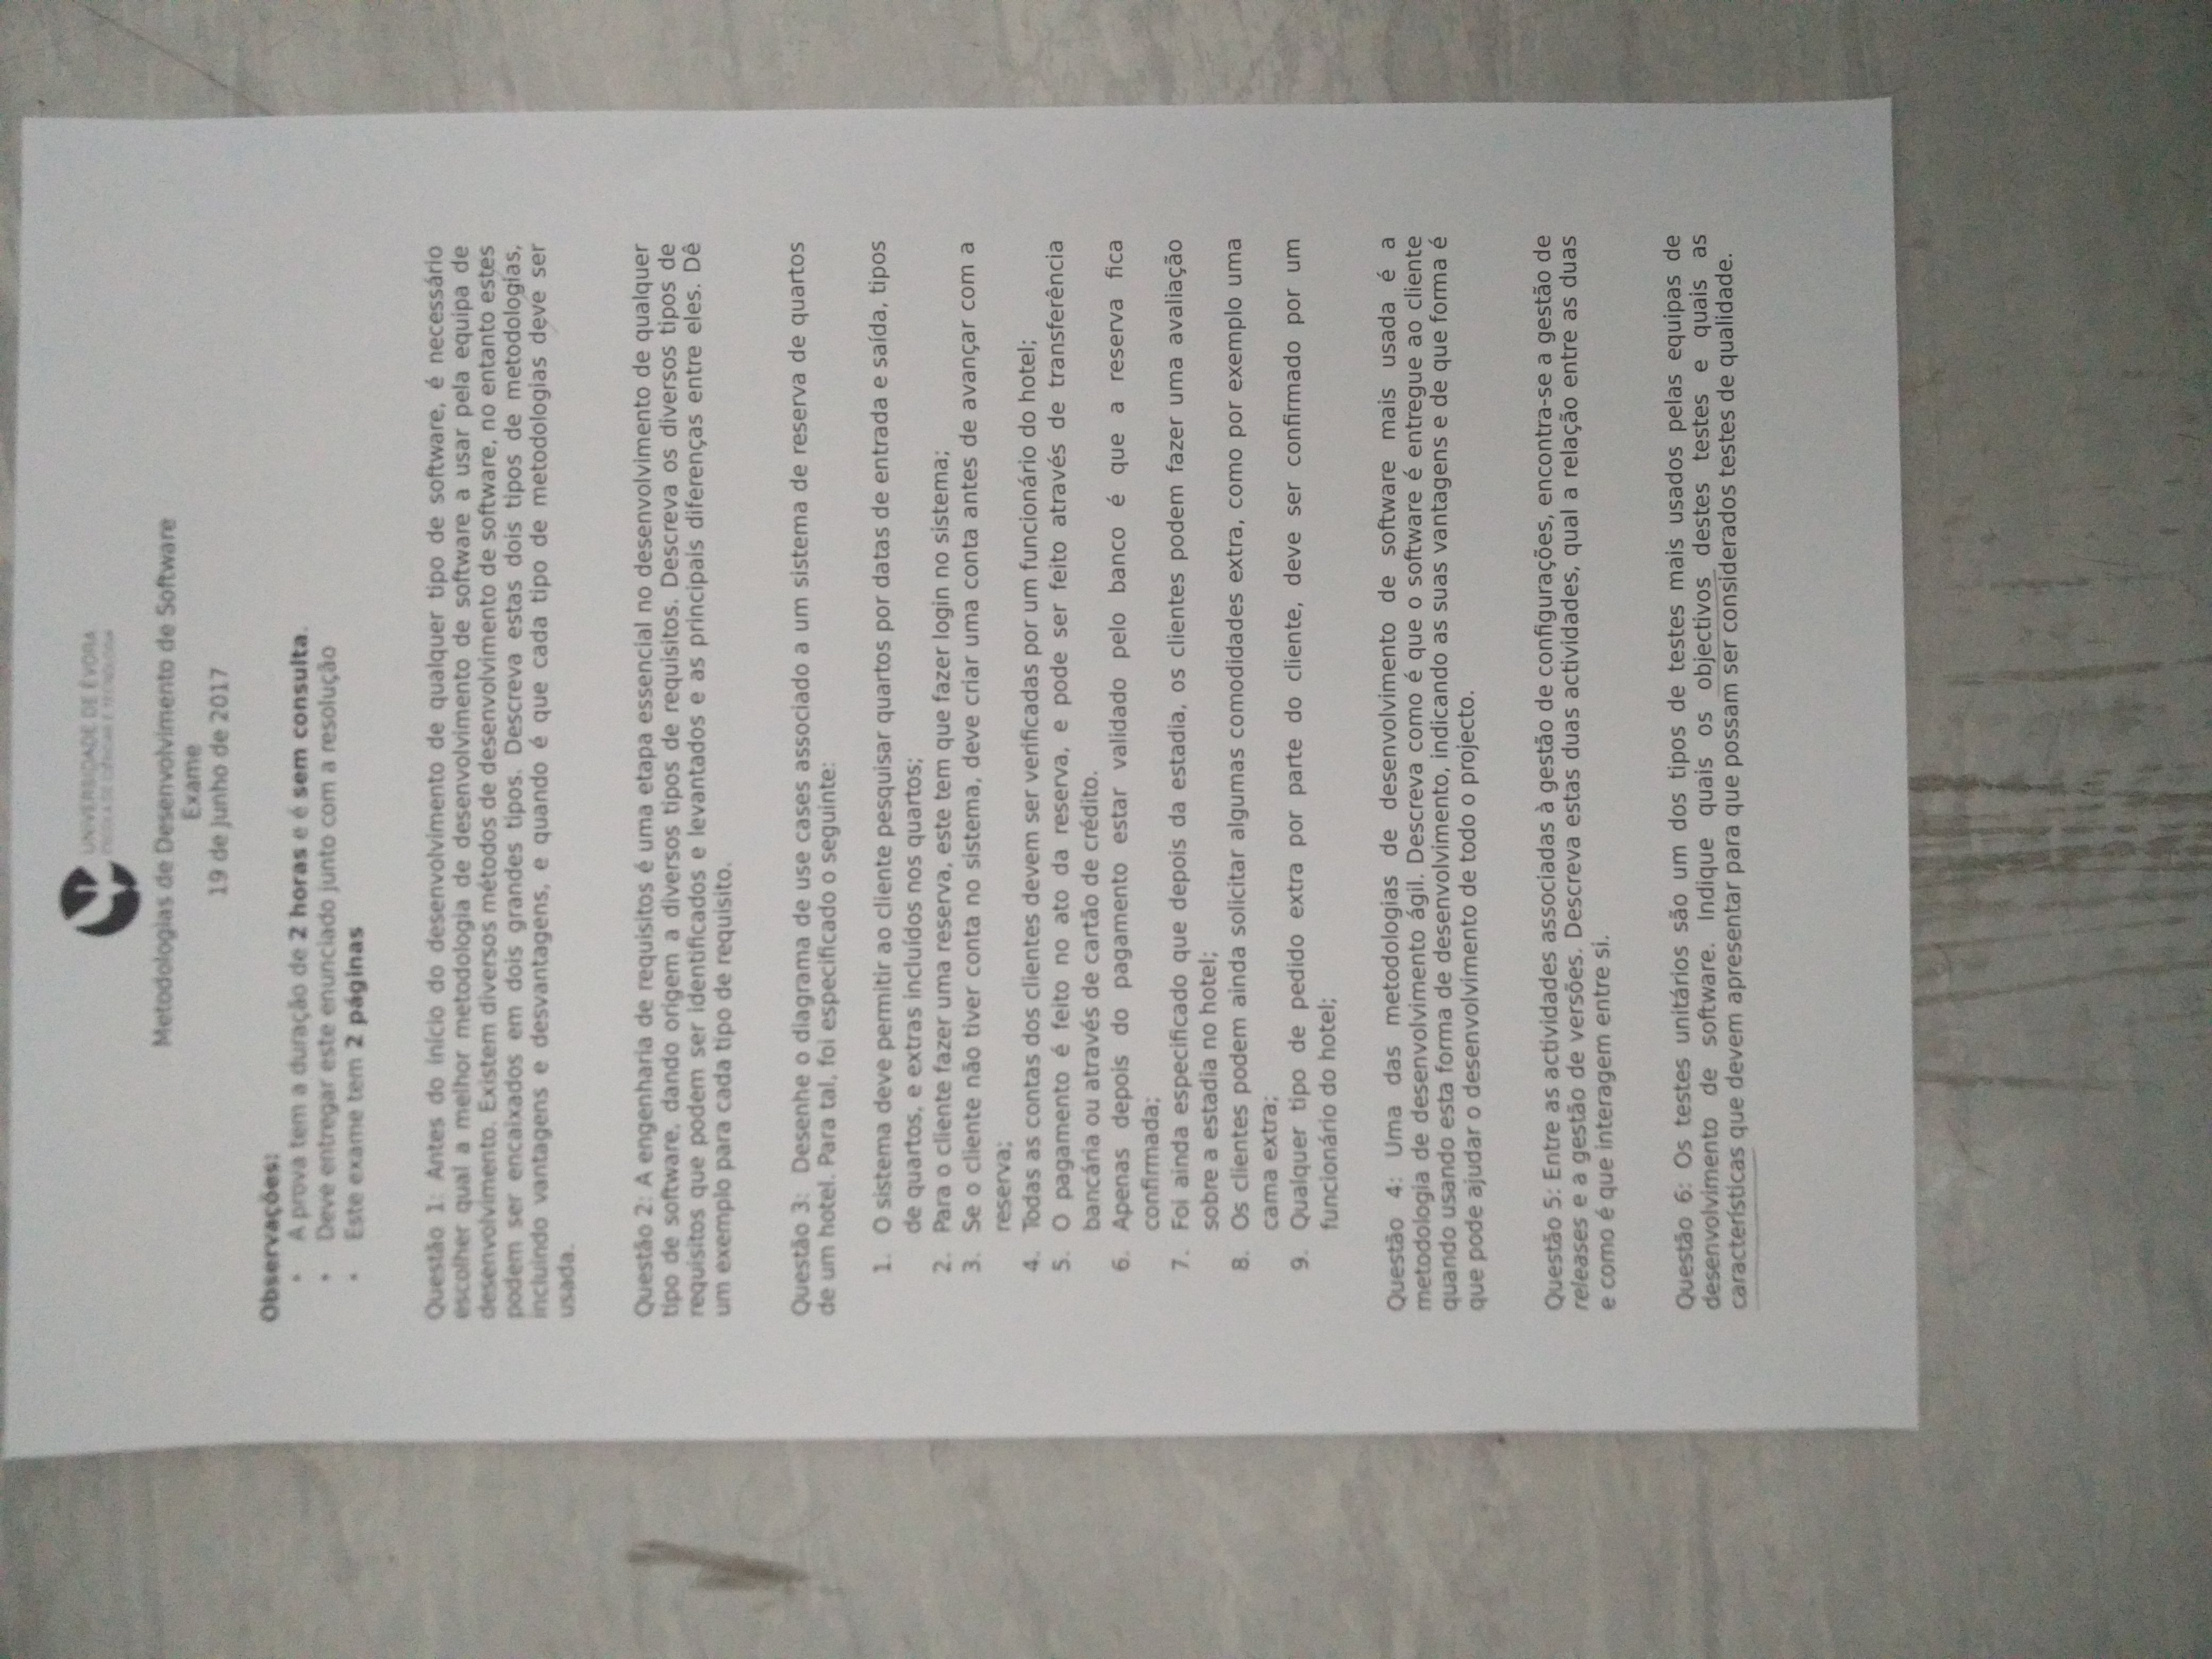 UNIVERSIDADE DE ÉVORA
ESCOLA DE CIÊNCIAS E TECNOLOGIA
Metodologias de Desenvolvimento de Software
Exame
19 de Junho de 2017
Observações:
• A prova tem a duração de 2 horas e é sem consulta.
• Deve entregar este enunciado junto com a resolução
• Este exame tem 2 páginas
Questão 1: Antes do início do desenvolvimento de qualquer tipo de software, é necessário
escolher qual a melhor metodologia de desenvolvimento de software a usar pela equipa de
desenvolvimento. Existem diversos métodos de desenvolvimento de software, no entanto estes
podem ser encaixados em dois grandes tipos. Descreva estas dois tipos de metodologias,
incluindo vantagens e desvantagens, e quando é que cada tipo de metodologias deve ser
usada.
Questão 2: A engenharia de requisitos é uma etapa essencial no desenvolvimento de qualquer
tipo de software, dando origem a diversos tipos de requisitos. Descreva os diversos tipos de
requisitos que podem ser identificados e levantados e as principais diferenças entre eles. Dê
um exemplo para cada tipo de requisito.
Questão 3: Desenhe o diagrama de use cases associado a um sistema de reserva de quartos
de um hotel. Para tal, foi especificado o seguinte:
1. O sistema deve permitir ao cliente pesquisar quartos por datas de entrada e saída, tipos
de quartos, e extras incluídos nos quartos;
2. Para o cliente fazer uma reserva, este tem que fazer login no sistema;
3. Se o cliente não tiver conta no sistema, deve criar uma conta antes de avançar com a
reserva;
4. Todas as contas dos clientes devem ser verificadas por um funcionário do hotel;
5. O pagamento é feito no ato da reserva, e pode ser feito através de transferência
bancária ou através de cartão de crédito.
6. Apenas depois do pagamento estar validado pelo banco é que a reserva fica
confirmada;
7. Foi ainda especificado que depois da estadia, os clientes podem fazer uma avaliação
sobre a estadia no hotel;
8. Os clientes podem ainda solicitar algumas comodidades extra, como por exemplo uma
cama extra;
9. Qualquer tipo de pedido extra por parte do cliente, deve ser confirmado por um
funcionário do hotel;
Questão 4: Uma das metodologias de desenvolvimento de software mais usada é a
metodologia de desenvolvimento ágil. Descreva como é que o software é entregue ao cliente
quando usando esta forma de desenvolvimento, indicando as suas vantagens e de que forma é
que pode ajudar o desenvolvimento de todo o projecto.
Questão 5: Entre as actividades associadas à gestão de configurações, encontra-se a gestão de
releases e a gestão de versões. Descreva estas duas actividades, qual a relação entre as duas
e como é que interagem entre si.
Questão 6: Os testes unitários são um dos tipos de testes mais usados pelas equipas de
desenvolvimento de software. Indique quais os objectivos destes testes e quais as
características que devem apresentar para que possam ser considerados testes de qualidade.